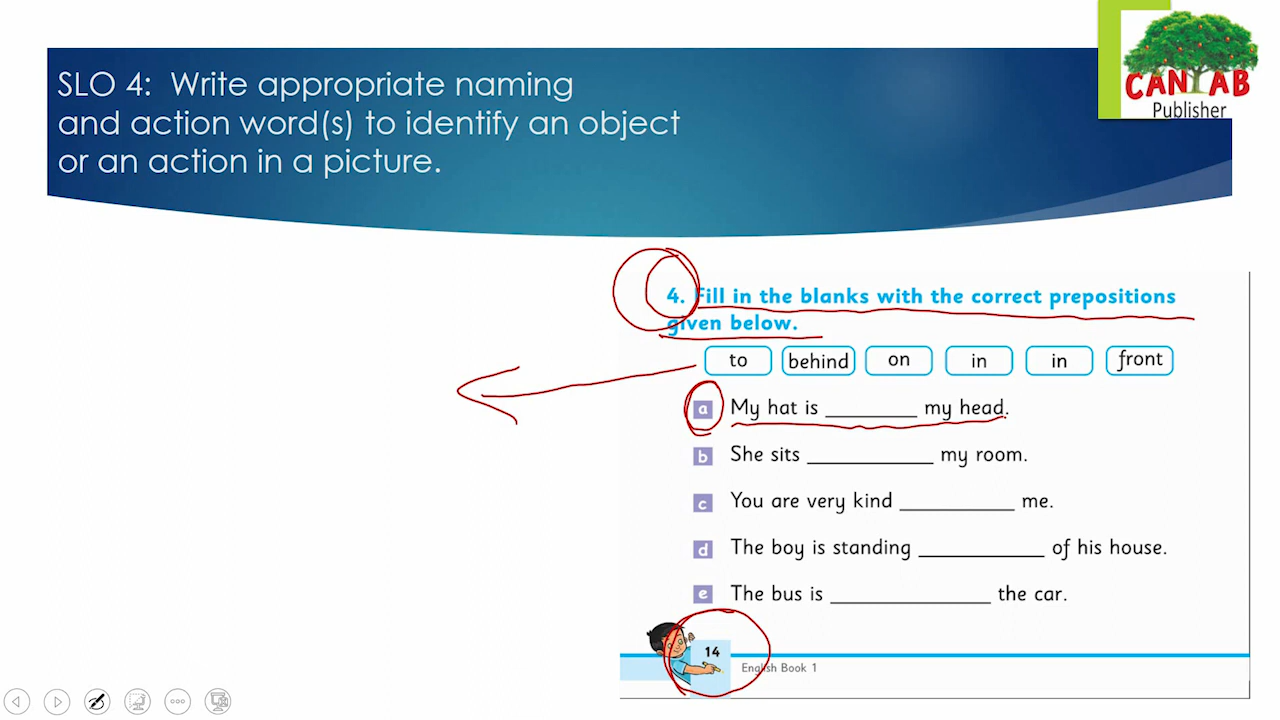 SLO 4: Write appropriate naming
and action word(s) to identify an object
or an action in a picture.
CANTAB
Publisher
4. Fill in the blanks with the correct prepositions
given below.
to behind on in in front
a My hat is ________ my head.
b She sits ___________ my room.
c You are very kind __________ me.
d The boy is standing ___________ of his house.
e The bus is ______________ the car.
14
English Book 1